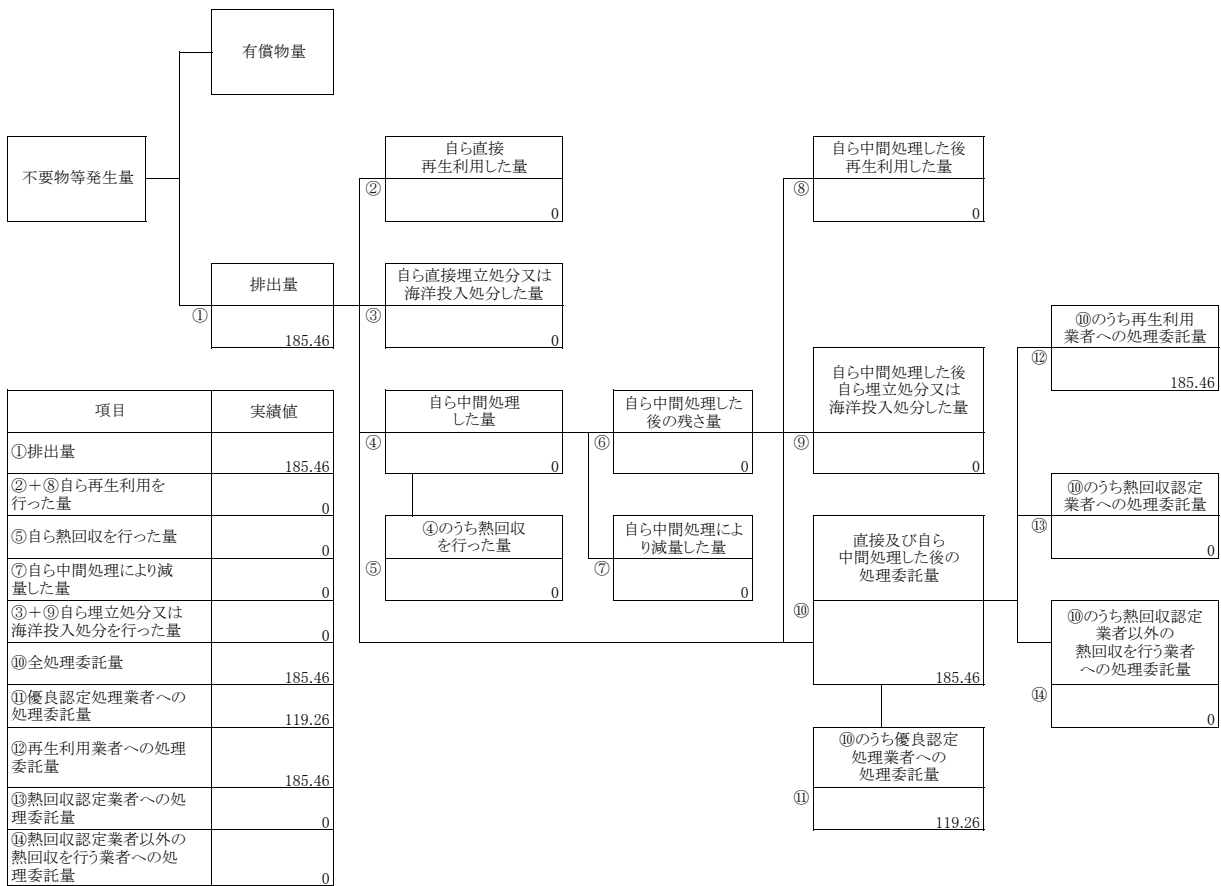 有償物量
不要物等発生量
自ら直接
再生利用した量
②
0
自ら中間処理した後
再生利用した量
⑧
0
排出量
①
185.46
自ら直接埋立処分又は
海洋投入処分した量
③
0
⑩のうち再生利用
業者への処理委託量
⑫
185.46
自ら中間処理
した量
④
0
自ら中間処理した
後の残さ量
⑥
0
自ら中間処理した後
自ら埋立処分又は
海洋投入処分した量
⑨
0
⑩のうち熱回収認定
業者への処理委託量
⑬
0
④のうち熱回収
を行った量
⑤
0
自ら中間処理によ
り減量した量
⑦
0
直接及び自ら
中間処理した後の
処理委託量
⑩
185.46
⑩のうち熱回収認定
業者以外の
熱回収を行う業者
への処理委託量
⑭
0
⑩のうち優良認定
処理業者への
処理委託量
⑪
119.26
項目
実績値
①排出量
185.46
②+⑧自ら再生利用を
行った量
0
⑤自ら熱回収を行った量
0
⑦自ら中間処理により減
量した量
0
③+⑨自ら埋立処分又は
海洋投入処分を行った量
0
⑩全処理委託量
185.46
⑪優良認定処理業者への
処理委託量
119.26
⑫再生利用業者への処理
委託量
185.46
⑬熱回収認定業者への処
理委託量
0
⑭熱回収認定業者以外の
熱回収を行う業者への処
理委託量
0